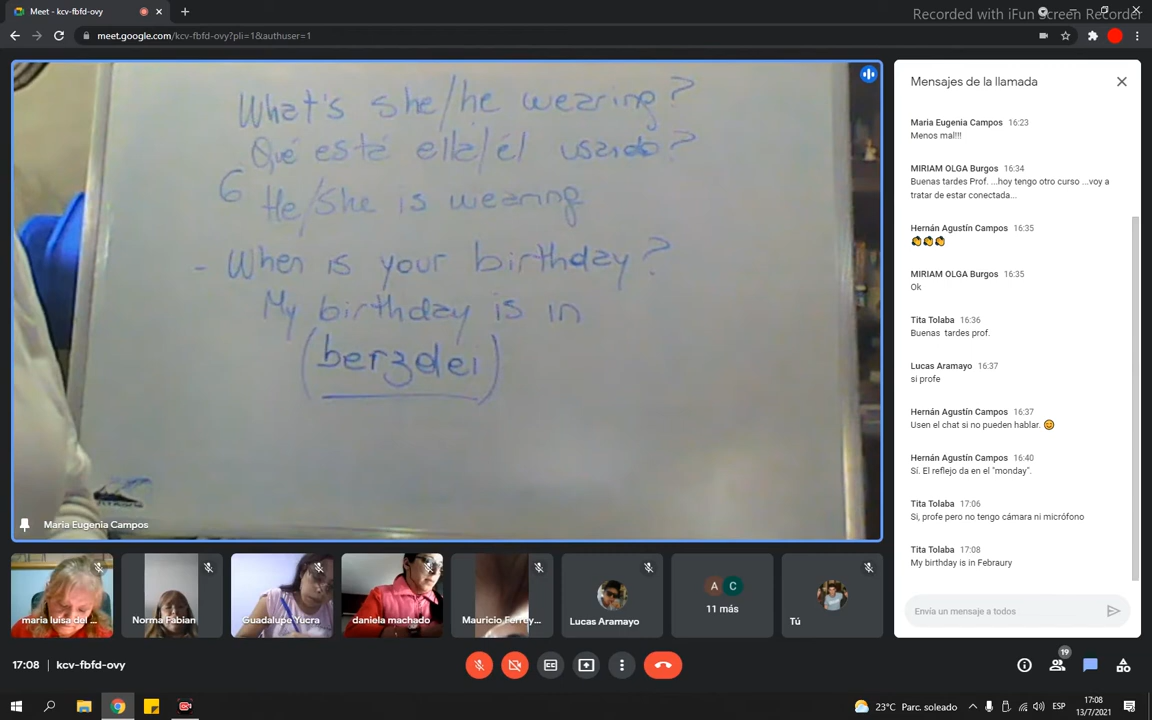 Meet - kcv-fbfd-ovy
Recorded with iFun Screen Recorder
meet.google.com/kcv-fbfd-ovy?pli=1&authuser=1
What's she/he wearing?
Qué está ella/él usando?
6 He/She is wearing
- When is your birthday?
My birthday is in
(berzdei)
Maria Eugenia Campos
maria luisa del ...
Norma Fabian
Guadalupe Yucra
daniela machado
Mauricio Ferrey...
Lucas Aramayo
A C
11 más
Tú
17:08 kcv-fbfd-ovy
19
Mensajes de la llamada
Maria Eugenia Campos 16:23
Menos mal!!!
MIRIAM OLGA Burgos 16:34
Buenas tardes Prof. ...hoy tengo otro curso ...voy a
tratar de estar conectada...
Hernán Agustín Campos 16:35
👏👏👏
MIRIAM OLGA Burgos 16:35
Ok
Tita Tolaba 16:36
Buenas tardes prof.
Lucas Aramayo 16:37
si profe
Hernán Agustín Campos 16:37
Usen el chat si no pueden hablar. 😊
Hernán Agustín Campos 16:40
Sí. El reflejo da en el "monday".
Tita Tolaba 17:06
Si, profe pero no tengo cámara ni micrófono
Tita Tolaba 17:08
My birthday is in Febraury
Envía un mensaje a todos
23°C Parc. soleado
ESP
17:08
13/7/2021